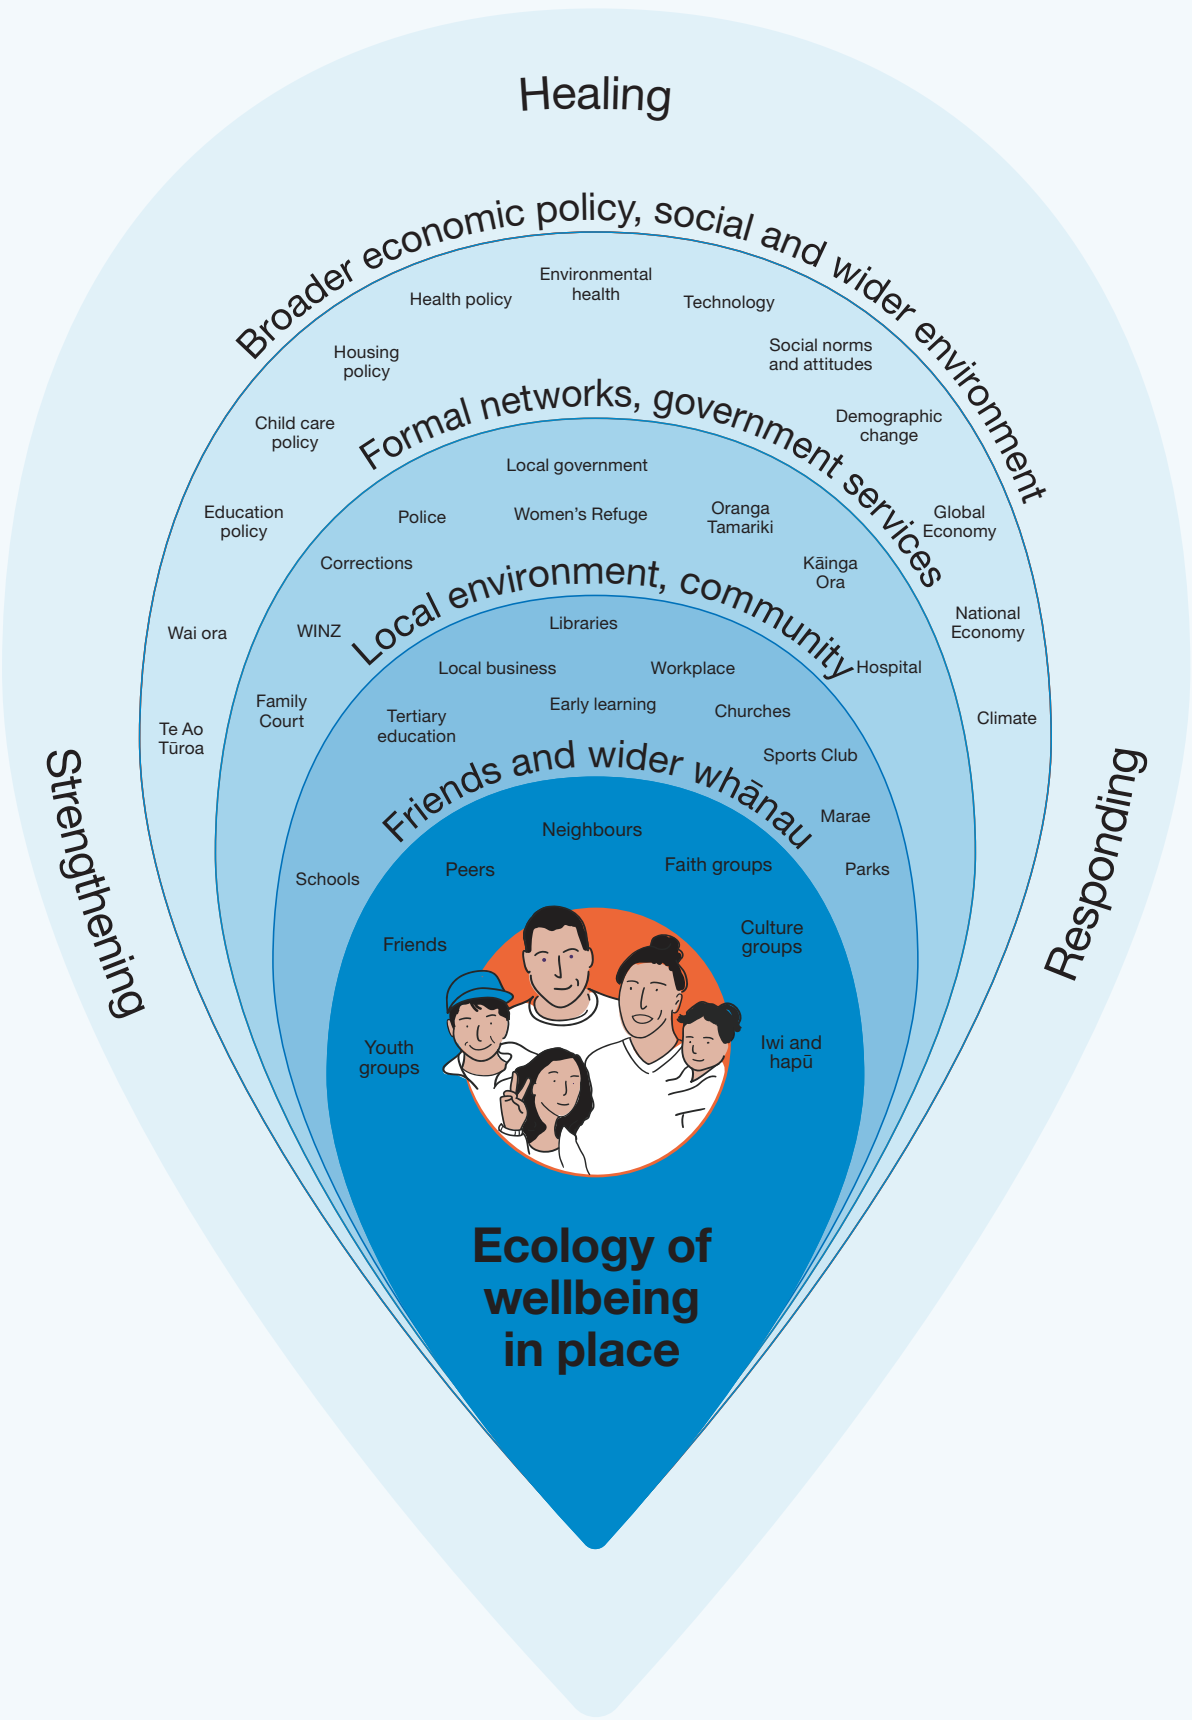 Healing
Broader economic policy, social and wider environment
Environmental
health
Health policy
Technology
Housing
policy
Social norms
and attitudes
Child care
policy
Demographic
change
Education
policy
Global
Economy
Wai ora
National
Economy
Te Ao
Tūroa
Climate
Formal networks, government services
Local government
Police
Women’s Refuge
Oranga
Tamariki
Corrections
Kāinga
Ora
WINZ
Hospital
Family
Court
Local environment, community
Libraries
Local business
Workplace
Early learning
Tertiary
education
Churches
Sports Club
Marae
Schools
Parks
Friends and wider whānau
Neighbours
Peers
Faith groups
Friends
Culture
groups
Youth
groups
Iwi and
hapū
Strengthening
Responding
Ecology of
wellbeing
in place